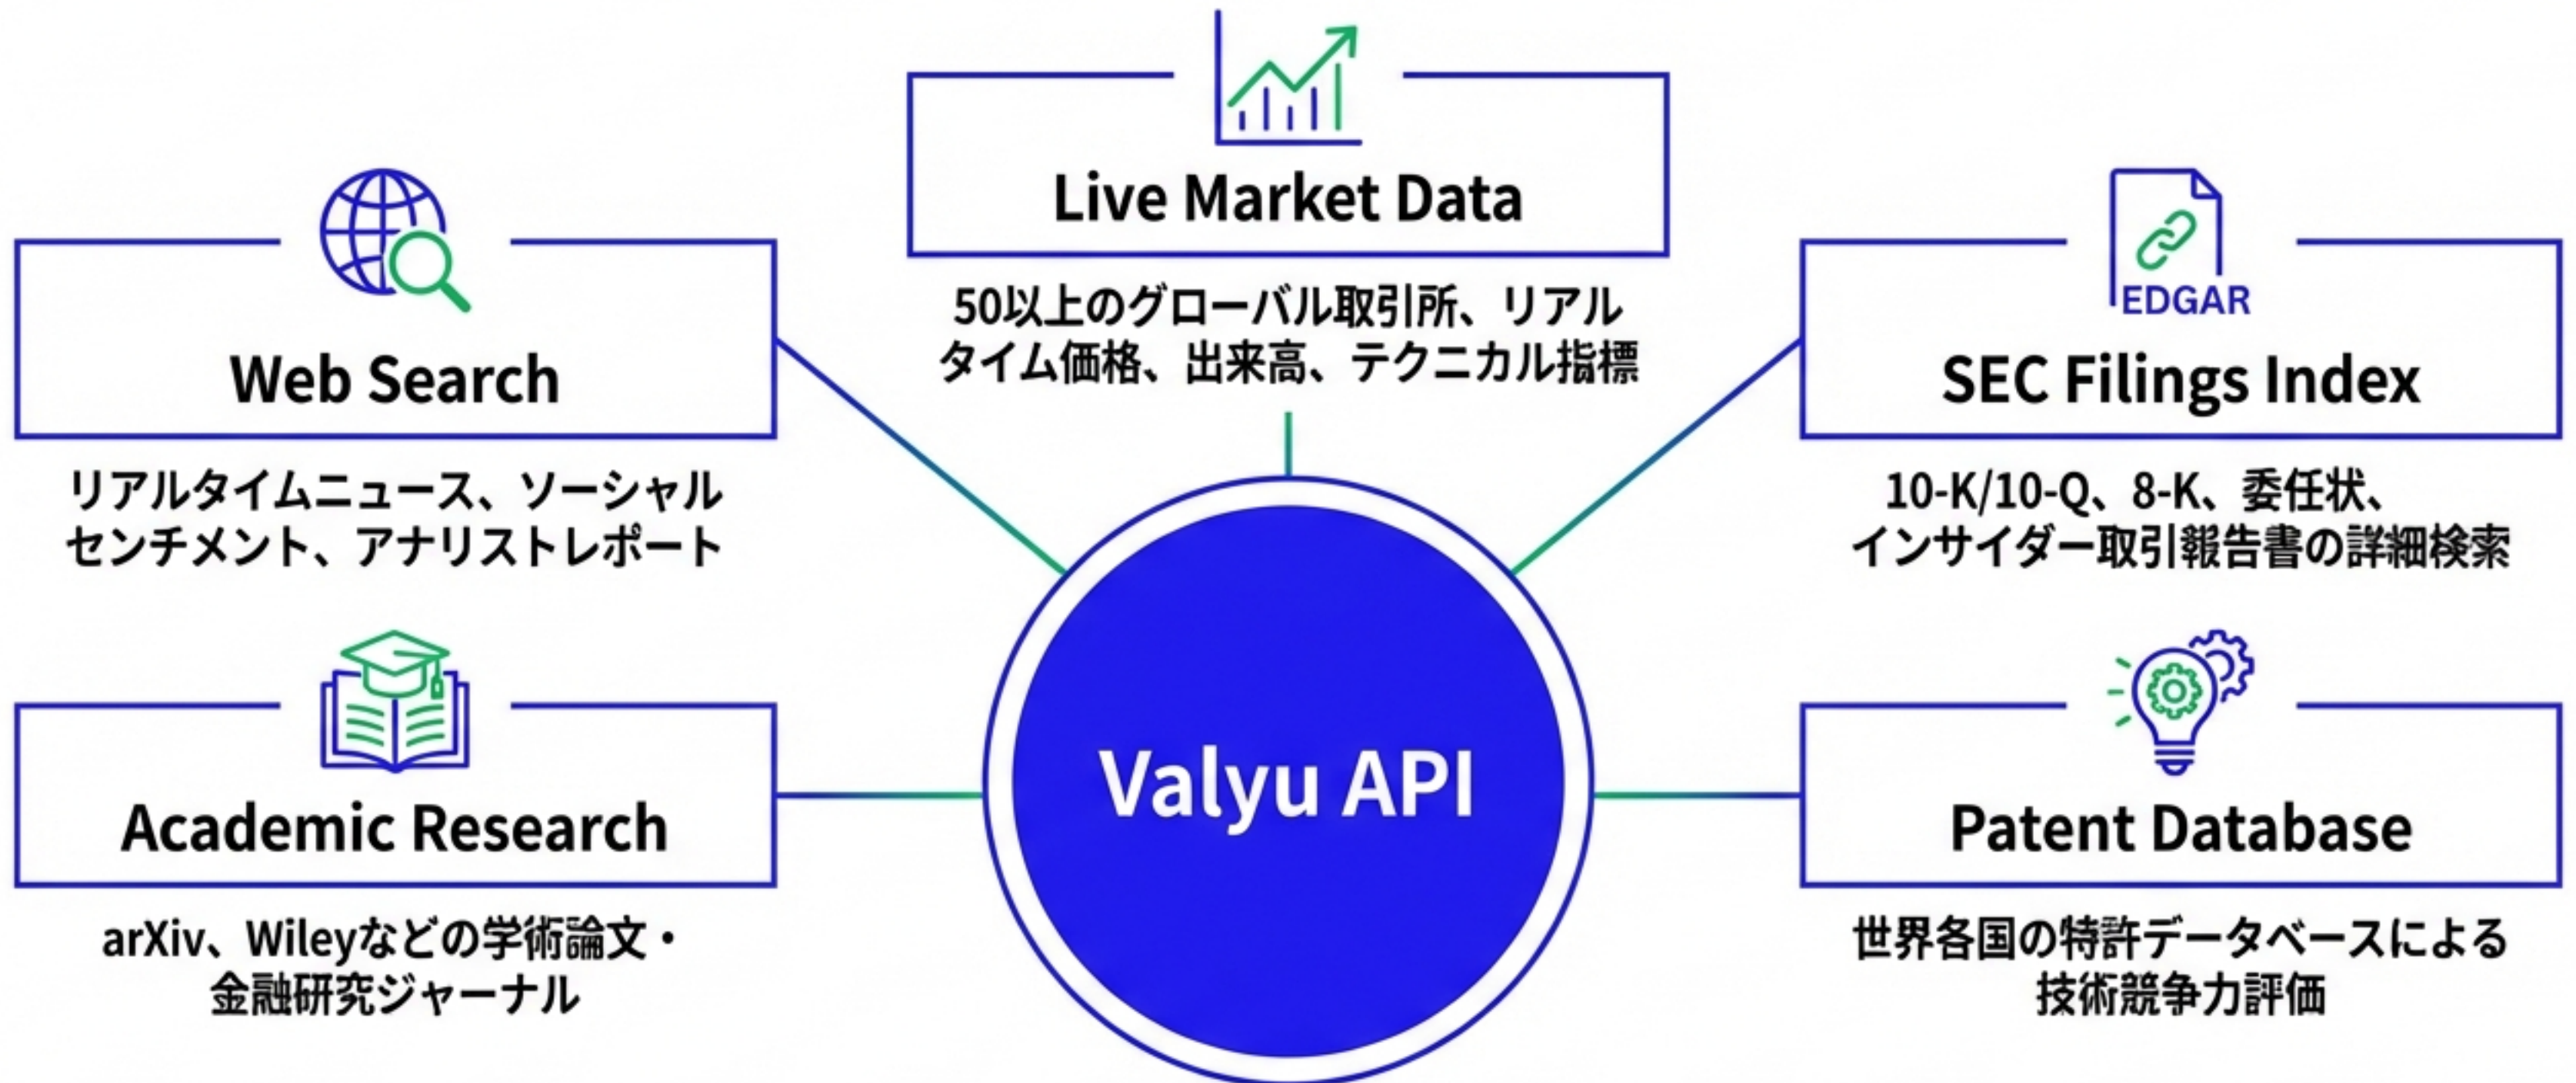 Live Market Data
50以上のグローバル取引所、リアル
タイム価格、出来高、テクニカル指標
Web Search
リアルタイムニュース、ソーシャル
センチメント、アナリストレポート
EDGAR
SEC Filings Index
10-K/10-Q、8-K、委任状、
インサイダー取引報告書の詳細検索
Valyu API
Academic Research
arXiv、Wileyなどの学術論文・
金融研究ジャーナル
Patent Database
世界各国の特許データベースによる
技術競争力評価